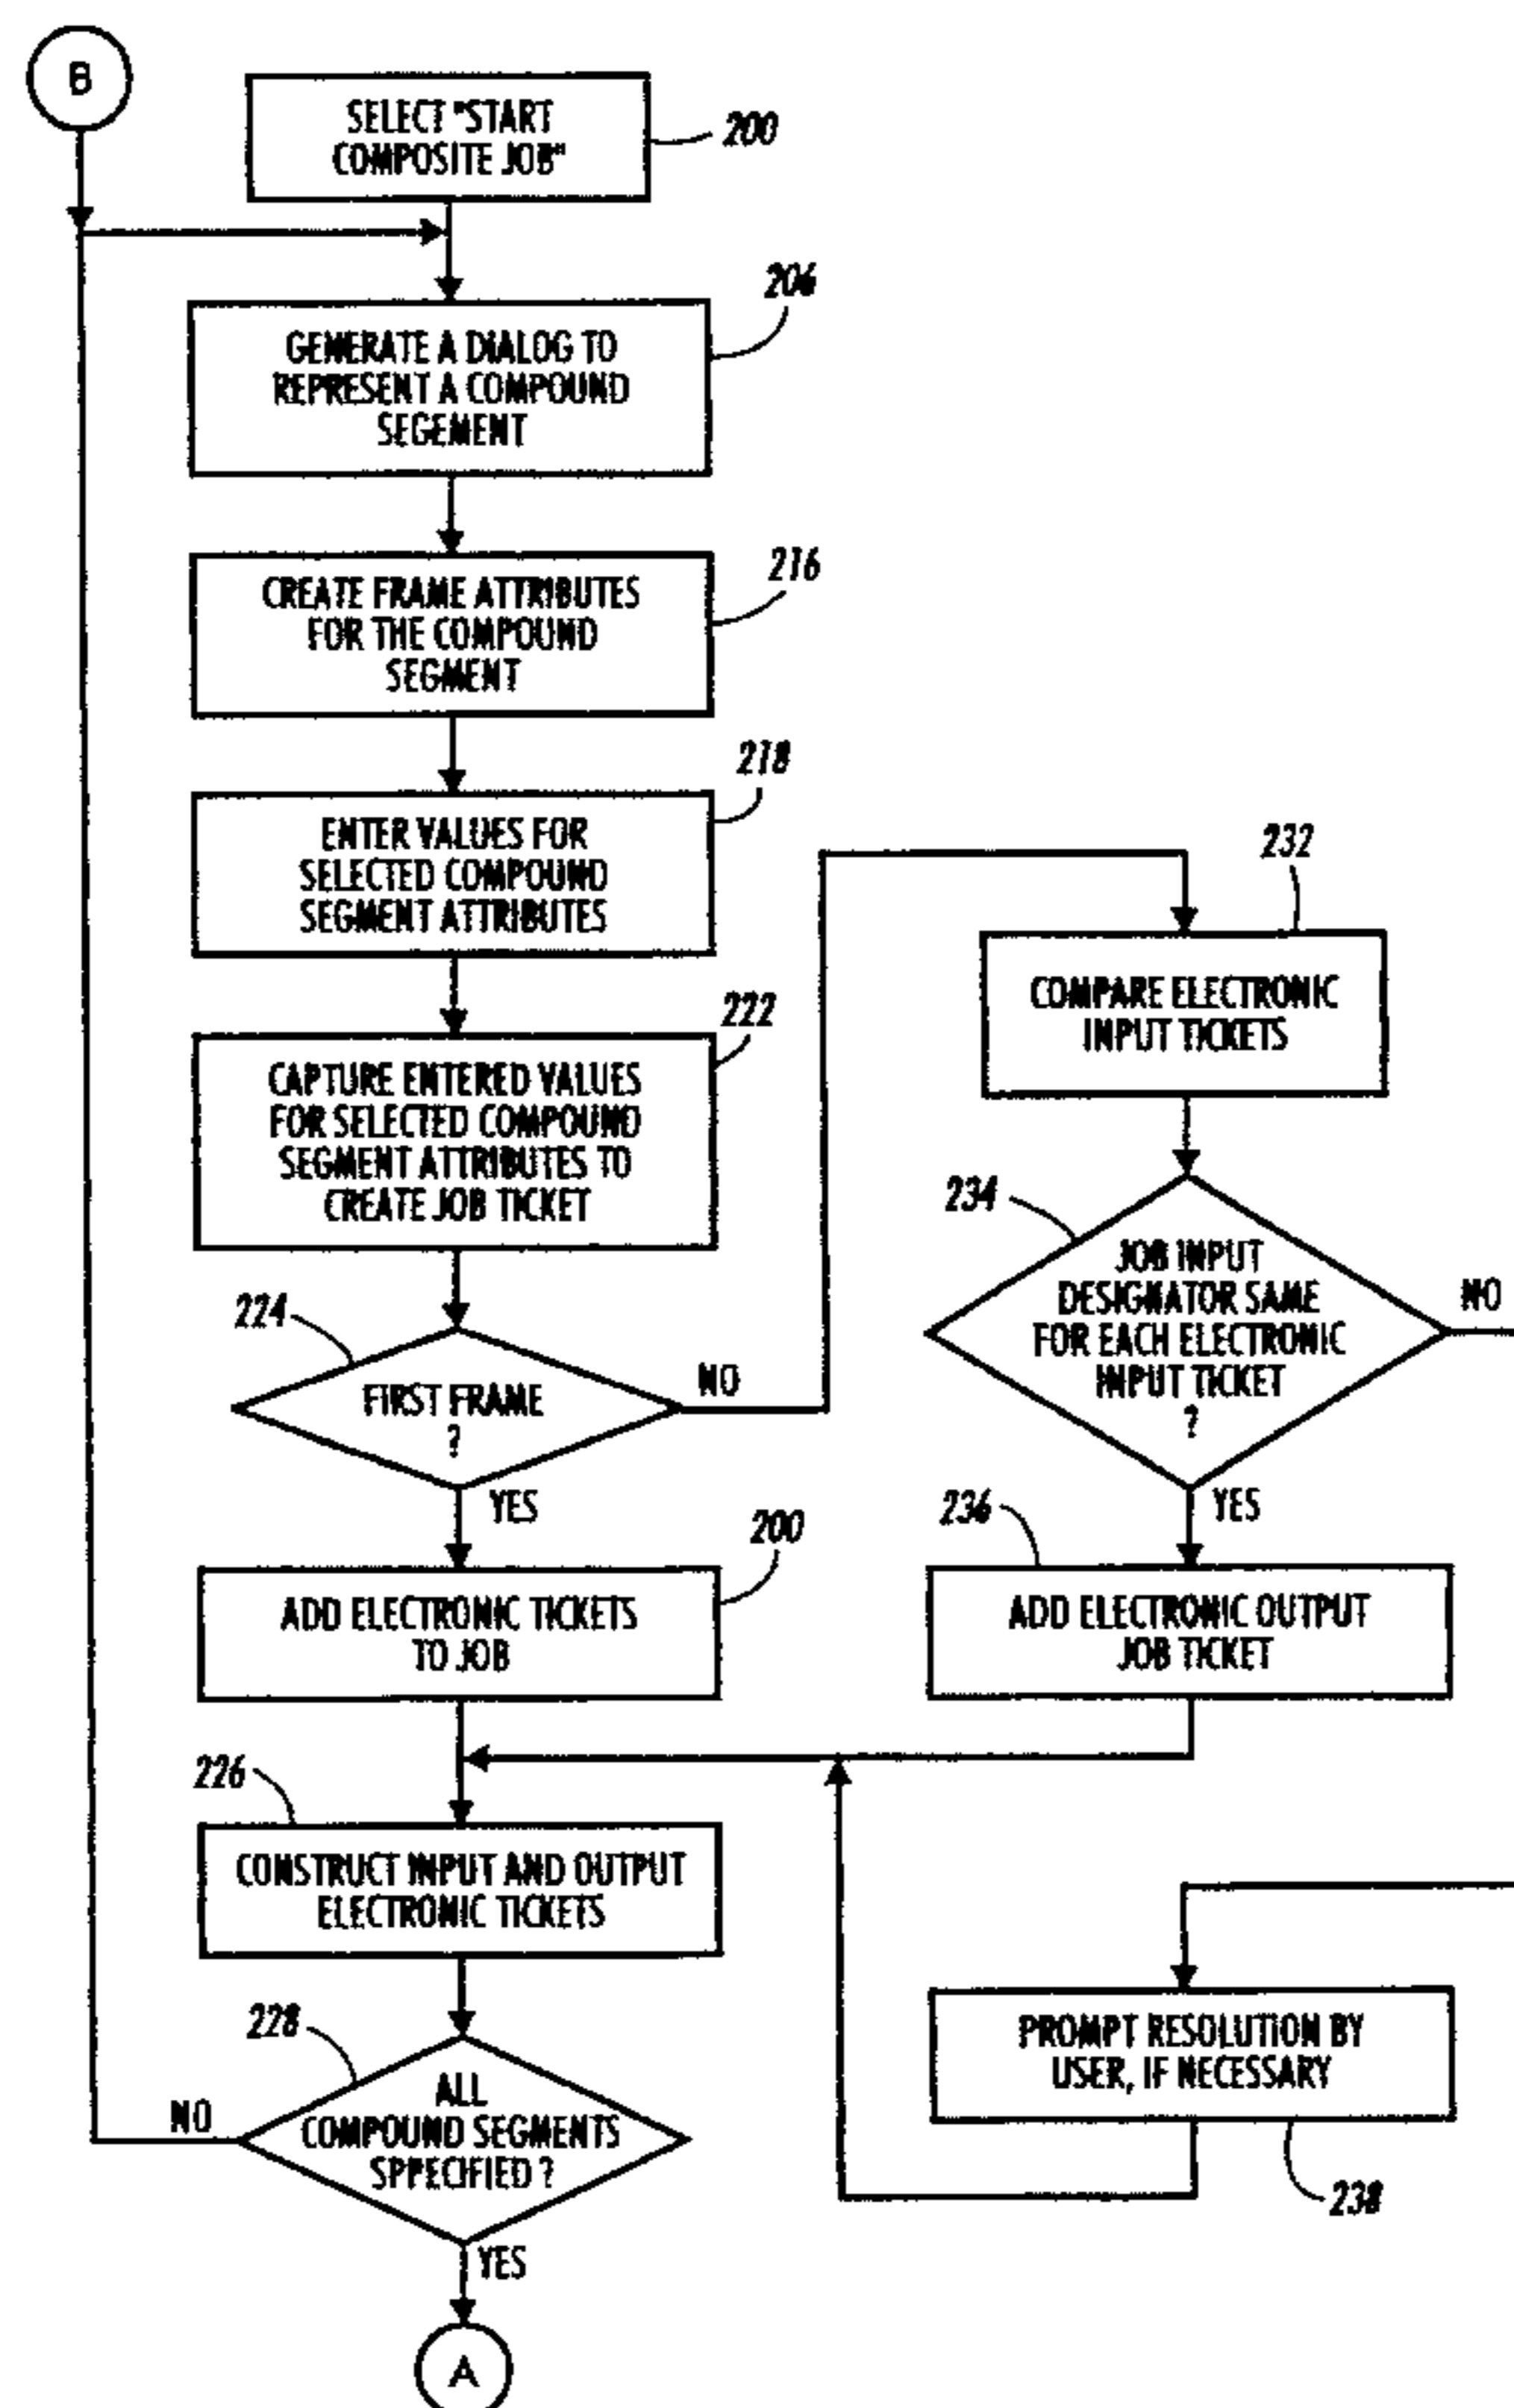 B
SELECT "START
COMPOSITE JOB"
200
GENERATE A DIALOG TO
REPRESENT A COMPOUND
SEGEMENT
206
CREATE FRAME ATTRIBUTES
FOR THE COMPOUND
SEGMENT
216
ENTER VALUES FOR
SELECTED COMPOUND
SEGMENT ATTRIBUTES
218
CAPTURE ENTERED VALUES
FOR SELECTED COMPOUND
SEGMENT ATTRIBUTES TO
CREATE JOB TICKET
222
224
FIRST FRAME
?
NO
YES
ADD ELECTRONIC TICKETS
TO JOB
200
226
CONSTRUCT INPUT AND OUTPUT
ELECTRONIC TICKETS
228
ALL
COMPOUND SEGMENTS
SPPECIFIED ?
NO
YES
A
232
COMPARE ELECTRONIC
INPUT TICKETS
234
JOB INPUT
DESIGNATOR SAME
FOR EACH ELECTRONIC
INPUT TICKET
?
NO
YES
236
ADD ELECTRONIC OUTPUT
JOB TICKET
PROMPT RESOLUTION BY
USER, IF NECESSARY
238